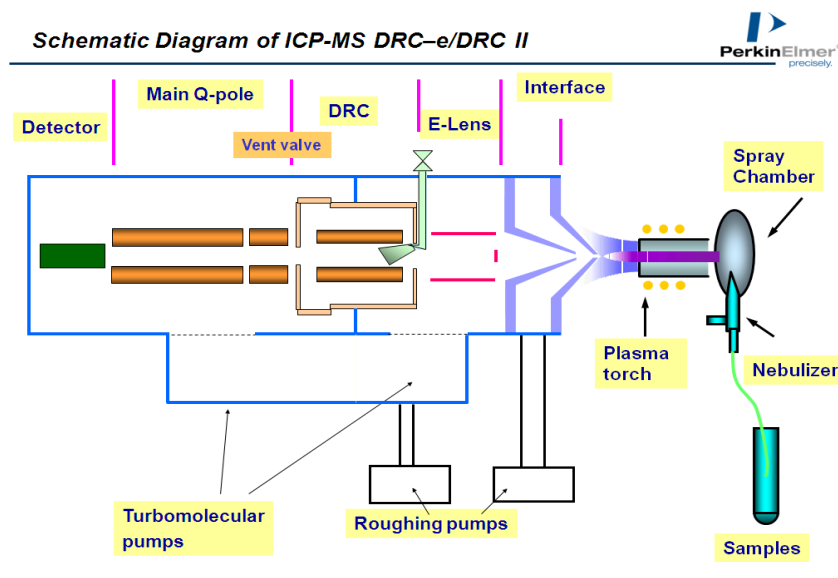 Schematic Diagram of ICP-MS DRC–e/DRC II
PerkinElmer®
precisely.
Main Q-pole
Interface
Detector
DRC
E-Lens
Vent valve
Spray
Chamber
Plasma
torch
Nebulizer
Turbomolecular
pumps
Roughing pumps
Samples